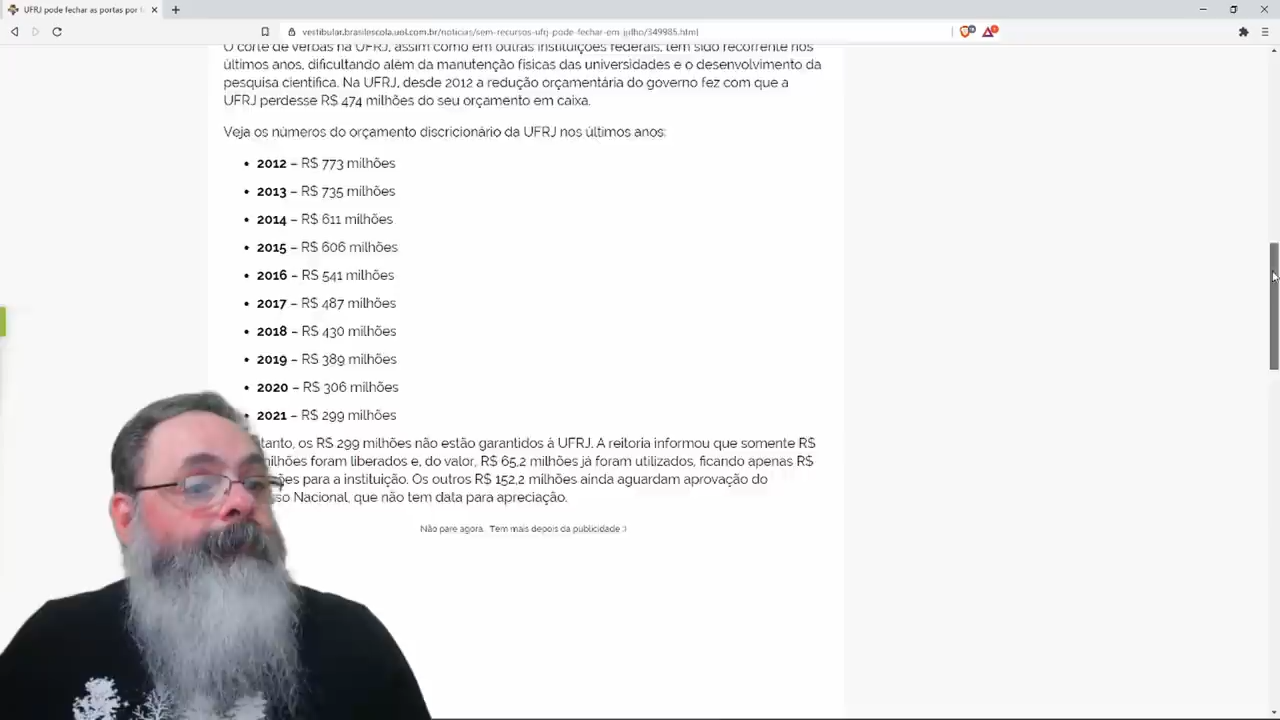 UFRJ pode fechar as portas por
vestibular.brasilescola.uol.com.br/noticias/sem-recursos-ufrj-pode-fechar-em-julho/349985.html
O corte de verbas na UFRJ, assim como em outras instituições federais, tem sido recorrente nos
últimos anos, dificultando além da manutenção físicas das universidades e o desenvolvimento da
pesquisa científica. Na UFRJ, desde 2012 a redução orçamentária do governo fez com que a
UFRJ perdesse R$ 474 milhões do seu orçamento em caixa.
Veja os números do orçamento discricionário da UFRJ nos últimos anos:
• 2012 – R$ 773 milhões
• 2013 – R$ 735 milhões
• 2014 – R$ 611 milhões
• 2015 – R$ 606 milhões
• 2016 – R$ 541 milhões
• 2017 – R$ 487 milhões
• 2018 – R$ 430 milhões
• 2019 – R$ 389 milhões
• 2020 – R$ 306 milhões
• 2021 – R$ 299 milhões
tanto, os R$ 299 milhões não estão garantidos à UFRJ. A reitoria informou que somente R$
milhões foram liberados e, do valor, R$ 65,2 milhões já foram utilizados, ficando apenas R$
ões para a instituição. Os outros R$ 152,2 milhões ainda aguardam aprovação do
so Nacional, que não tem data para apreciação.
Não pare agora... Tem mais depois da publicidade ;)